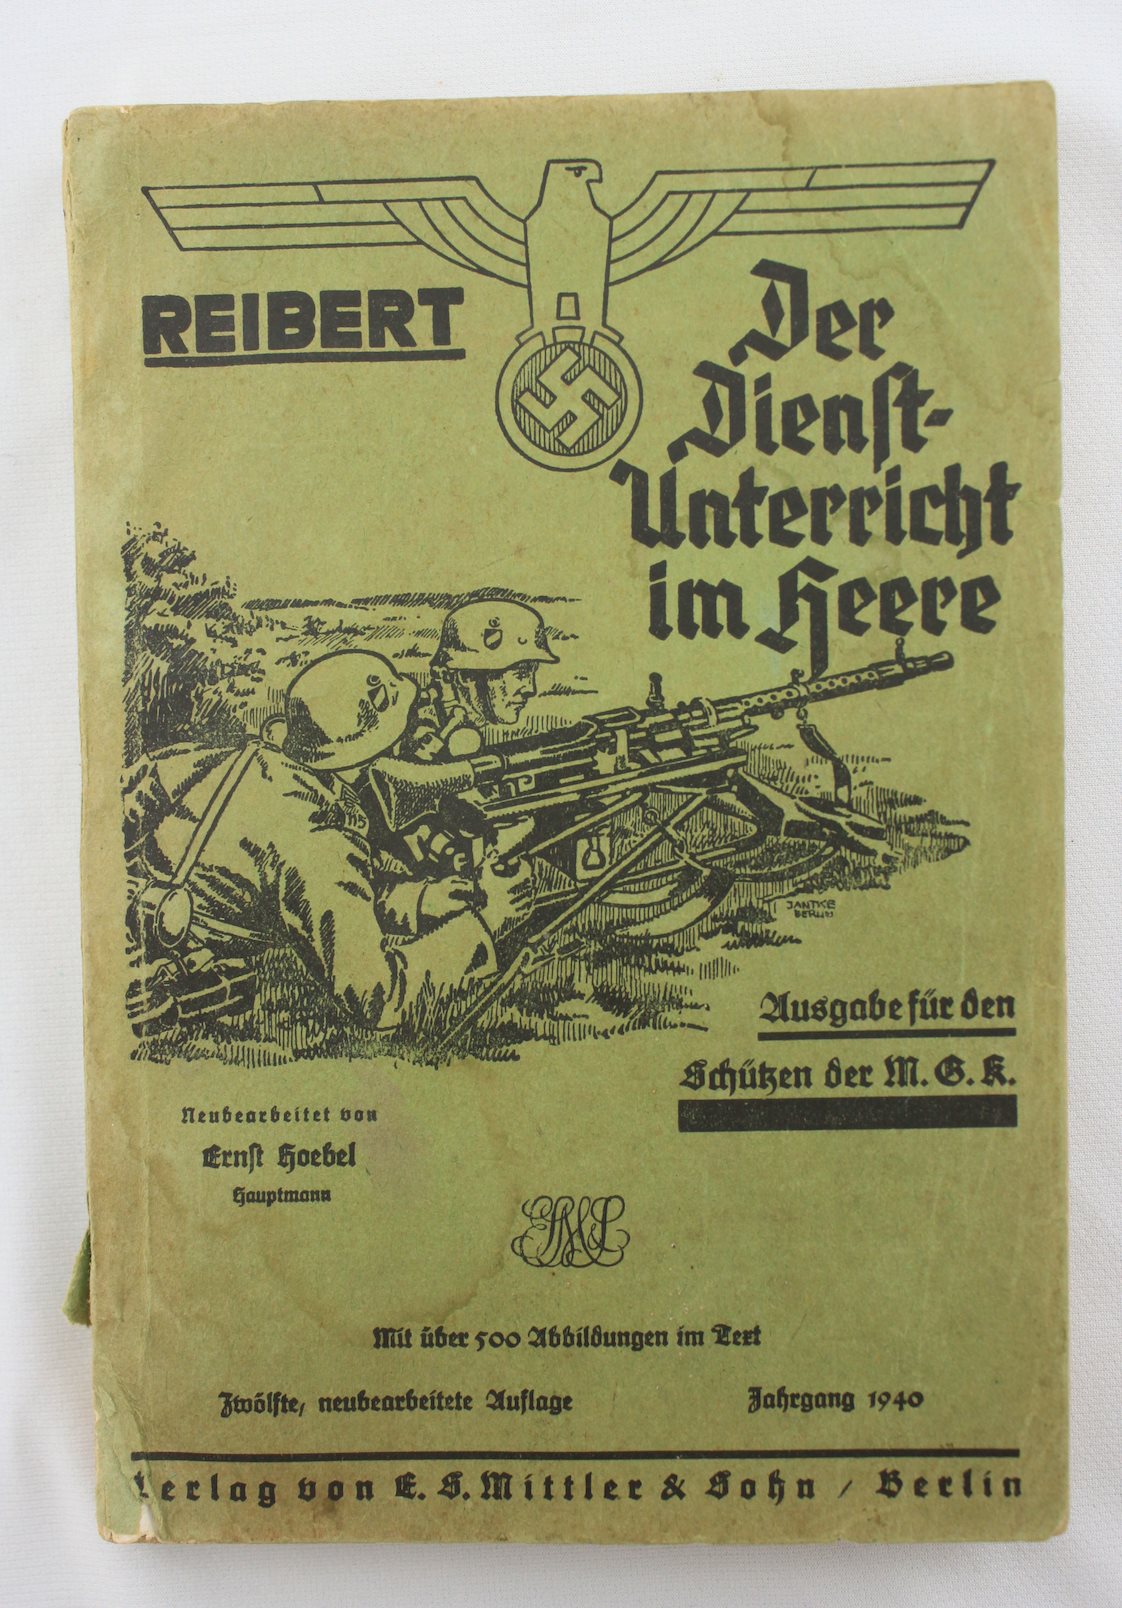 REIBERT
Der
Dienst-
Unterricht
im Heere
JANTKE
BERLIN
Ausgabe für den
Schützen der M. G. K.
Neubearbeitet von
Ernst Hoebel
Hauptmann
Mit über 500 Abbildungen im Text
Zwölfte, neubearbeitete Auflage
Jahrgang 1940
Verlag von E. S. Mittler & Sohn / Berlin